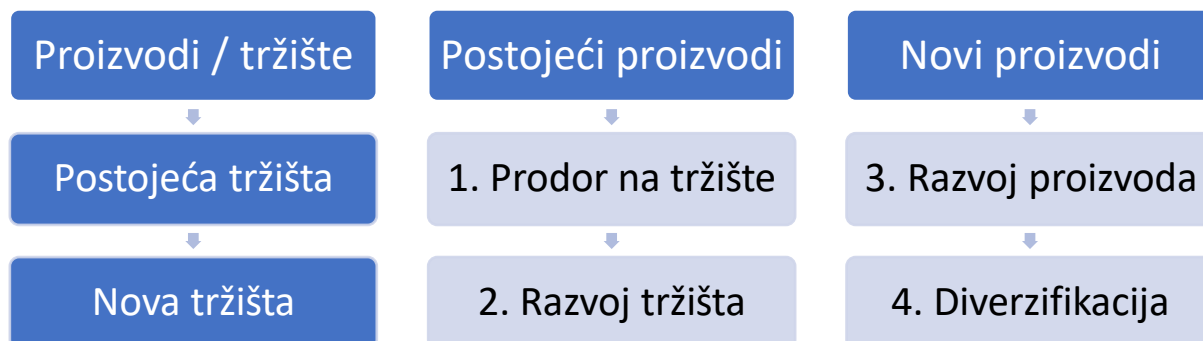 Proizvodi / tržište
Postojeći proizvodi
Novi proizvodi
Postojeća tržišta
1. Prodor na tržište
3. Razvoj proizvoda
Nova tržišta
2. Razvoj tržišta
4. Diverzifikacija